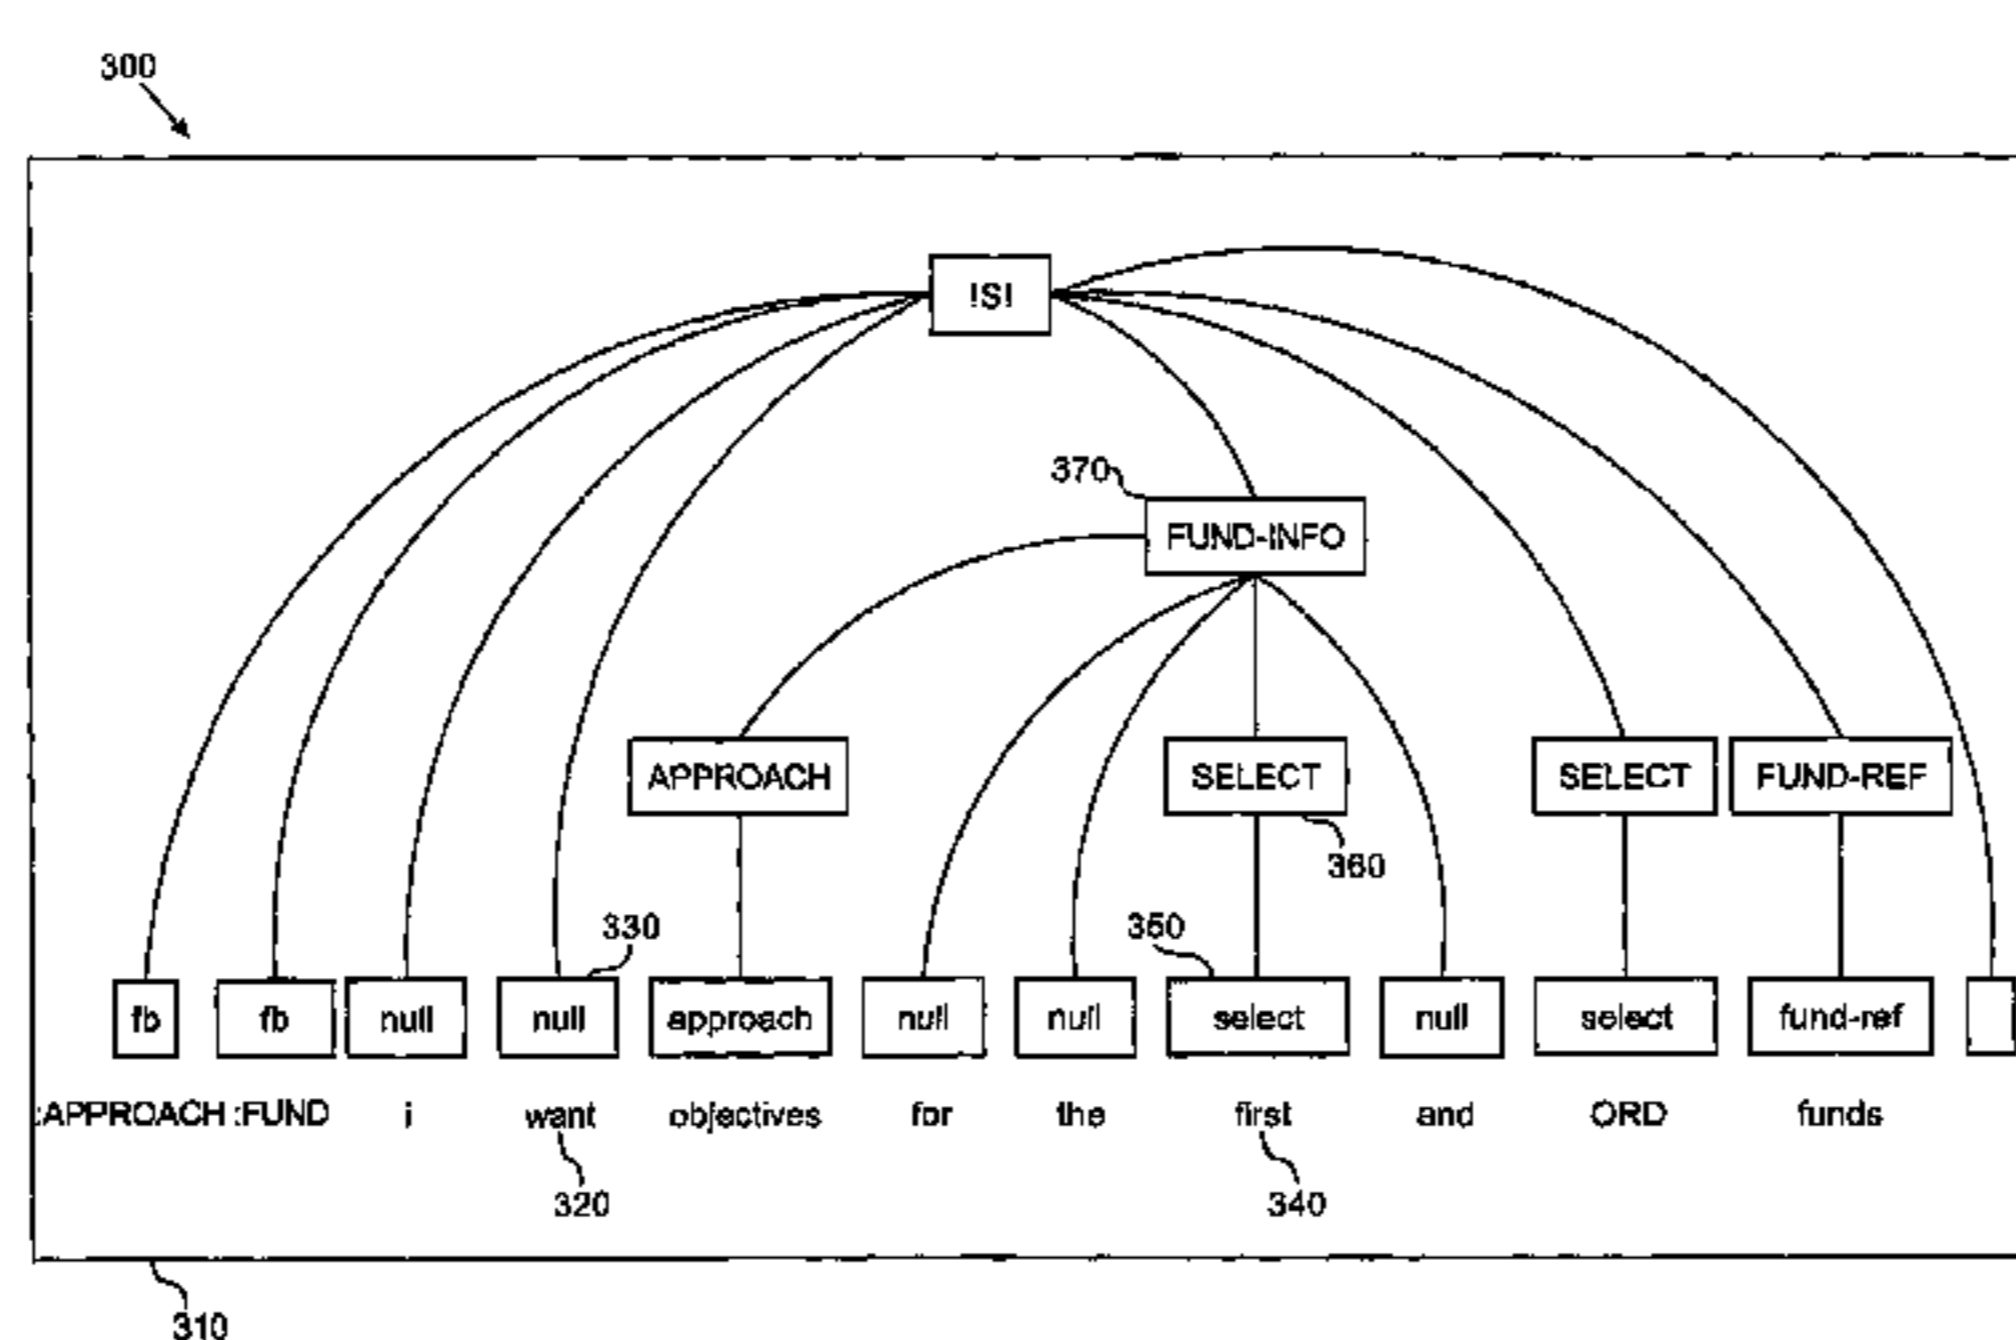 300
!S!
370
FUND-INFO
APPROACH SELECT SELECT FUND-REF
360
330 350
fb fb null null approach null null select null select fund-ref
:APPROACH :FUND i want objectives for the first and ORD funds
320 340
310